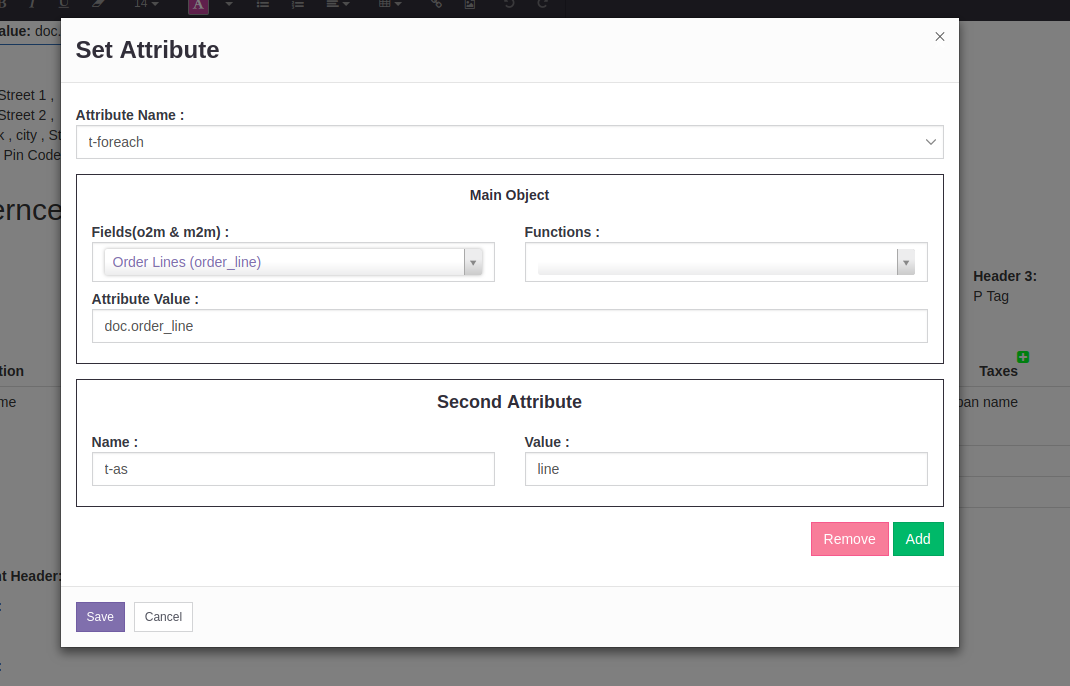 B I U 14 A
alue: doc.
Set Attribute
Street 1 ,
Street 2 ,
k , city , St
Pin Code
ernce
Attribute Name :
t-foreach
Main Object
Fields(o2m & m2m) :
Functions :
Order Lines (order_line)
Attribute Value :
doc.order_line
Header 3:
P Tag
tion
Taxes
me
pan name
Second Attribute
Name :
Value :
t-as
line
Remove
Add
nt Header:
:
Save
Cancel
: